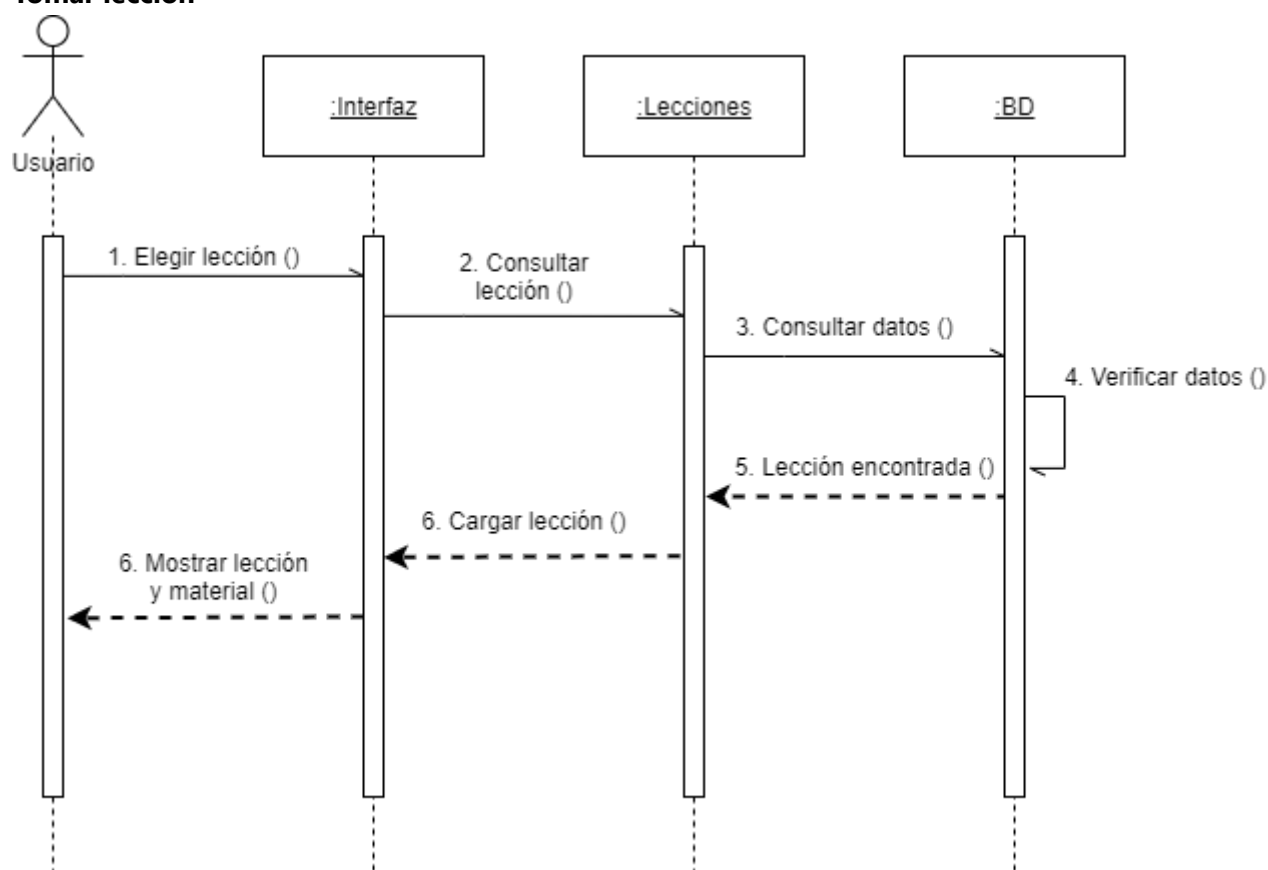 Tomar lección
:Interfaz
:Lecciones
:BD
Usuario
1. Elegir lección ()
2. Consultar
lección ()
3. Consultar datos ()
4. Verificar datos ()
5. Lección encontrada ()
6. Cargar lección ()
6. Mostrar lección
y material ()